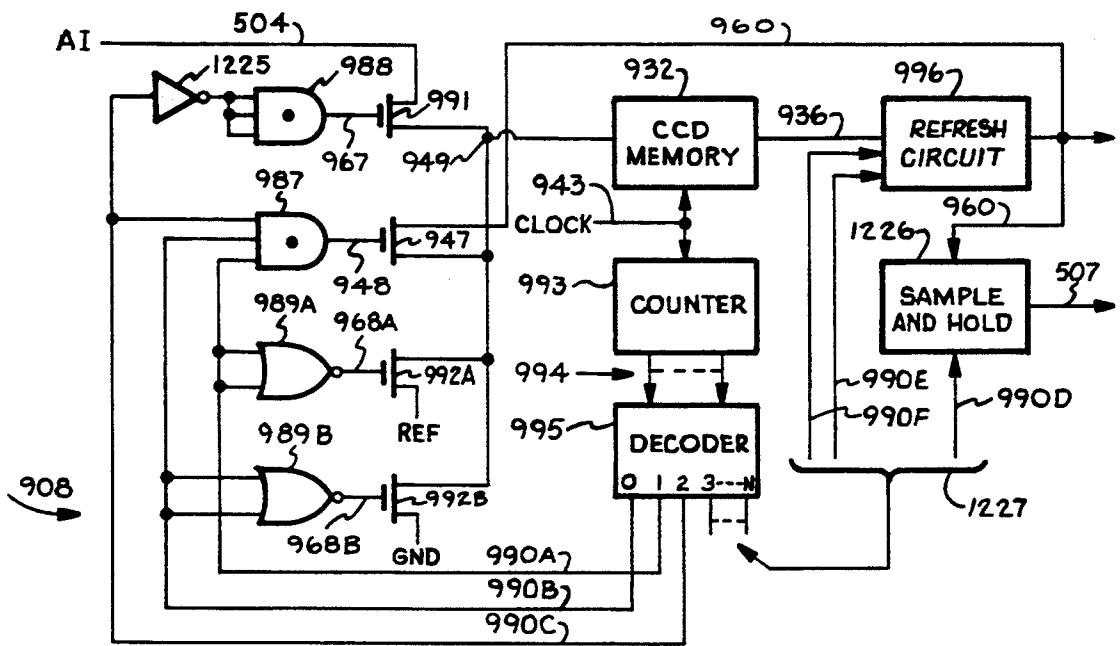 504
960
AI
1225
988
991
932
996
CCD
MEMORY
936
REFRESH
CIRCUIT
967
949
987
943
CLOCK
947
960
1226
948
993
COUNTER
SAMPLE
AND HOLD
507
989A
968A
992A
994
990E
990F
990D
REF
989B
995
DECODER
0 1 2 3---N
908
992B
1227
968B
GND
990A
990B
990C